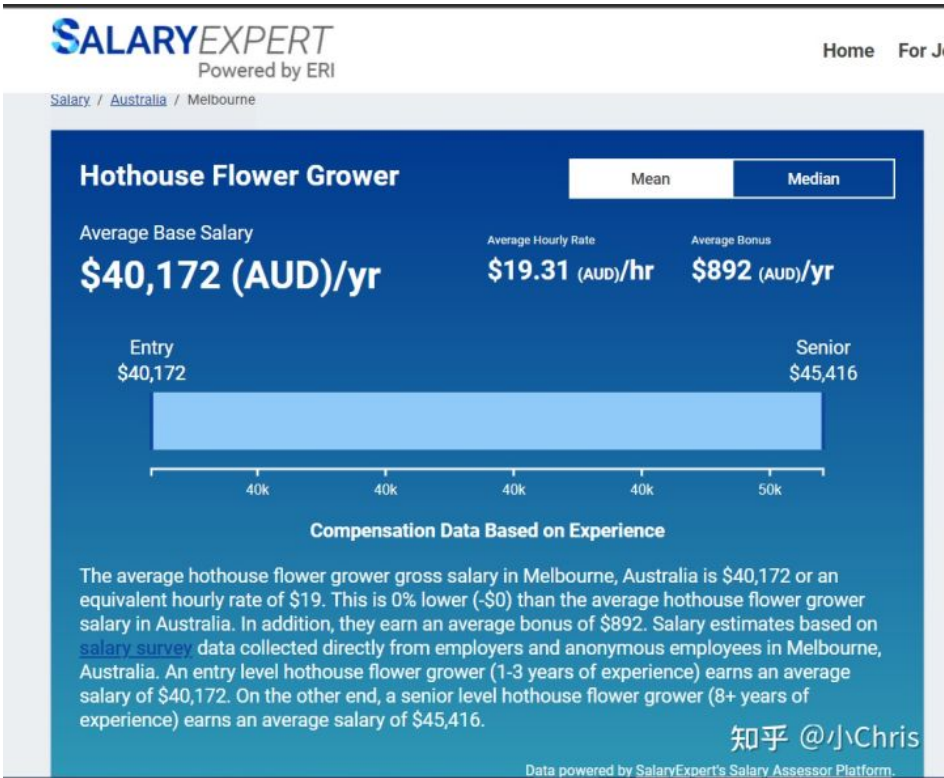 SALARYEXPERT
Powered by ERI
Home For Jo
Salary / Australia / Melbourne
Hothouse Flower Grower
Mean Median
Average Base Salary
Average Hourly Rate Average Bonus
$40,172 (AUD)/yr $19.31 (AUD)/hr $892 (AUD)/yr
Entry Senior
$40,172 $45,416
40k 40k 40k 40k 50k
Compensation Data Based on Experience
The average hothouse flower grower gross salary in Melbourne, Australia is $40,172 or an
equivalent hourly rate of $19. This is 0% lower (-$0) than the average hothouse flower grower
salary in Australia. In addition, they earn an average bonus of $892. Salary estimates based on
salary survey data collected directly from employers and anonymous employees in Melbourne,
Australia. An entry level hothouse flower grower (1-3 years of experience) earns an average
salary of $40,172. On the other end, a senior level hothouse flower grower (8+ years of
experience) earns an average salary of $45,416.
知乎 @小Chris
Data powered by SalaryExpert's Salary Assessor Platform.